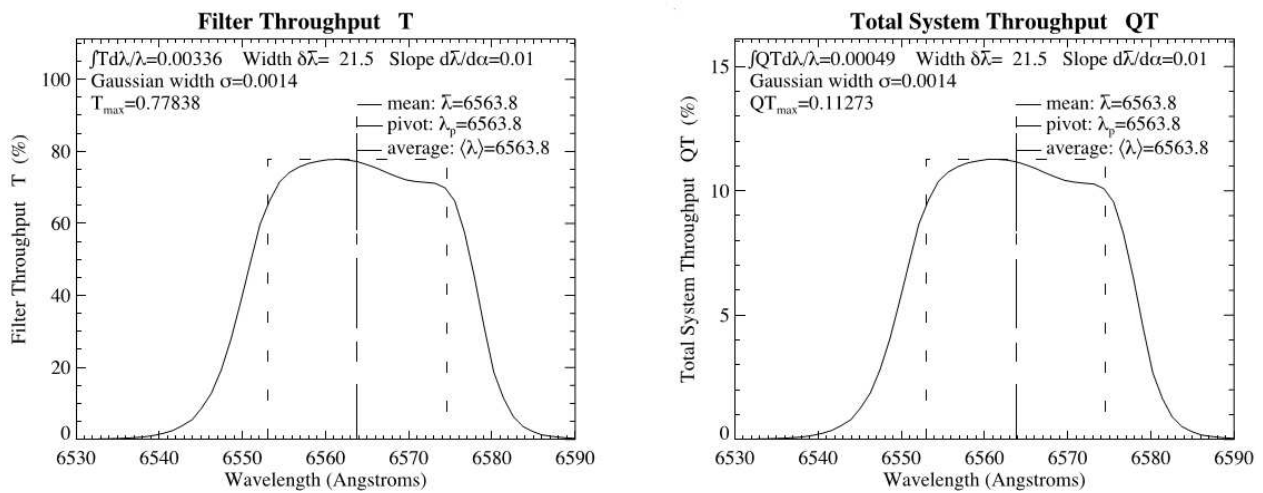 Filter Throughput T
∫Tdλ/λ=0.00336 Width δλ̄= 21.5 Slope dλ̄/dα=0.01
Gaussian width σ=0.0014
T_max=0.77838
mean: λ̄=6563.8
pivot: λ_p=6563.8
average: ⟨λ⟩=6563.8
Filter Throughput T (%)
100
80
60
40
20
0
6530 6540 6550 6560 6570 6580 6590
Wavelength (Angstroms)
Total System Throughput QT
∫QTdλ/λ=0.00049 Width δλ̄= 21.5 Slope dλ̄/dα=0.01
Gaussian width σ=0.0014
QT_max=0.11273
mean: λ̄=6563.8
pivot: λ_p=6563.8
average: ⟨λ⟩=6563.8
Total System Throughput QT (%)
15
10
5
0
6530 6540 6550 6560 6570 6580 6590
Wavelength (Angstroms)